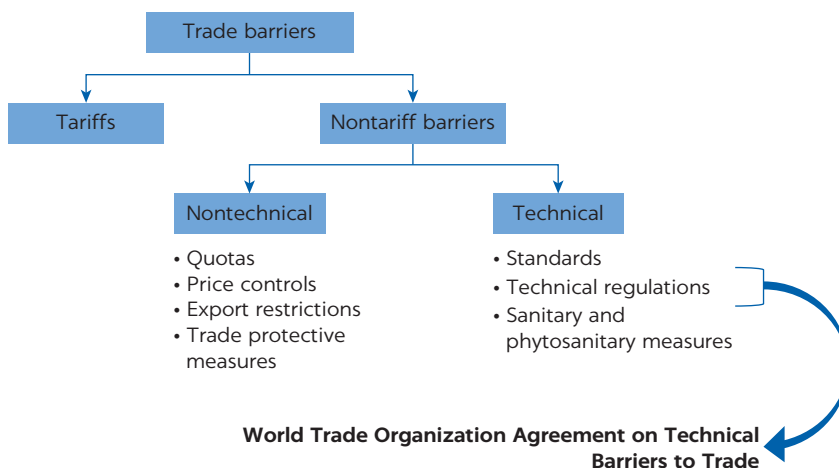 Trade barriers
Tariffs
Nontariff barriers
Nontechnical
Technical
• Quotas
• Price controls
• Export restrictions
• Trade protective
measures
• Standards
• Technical regulations
• Sanitary and
phytosanitary measures
World Trade Organization Agreement on Technical
Barriers to Trade